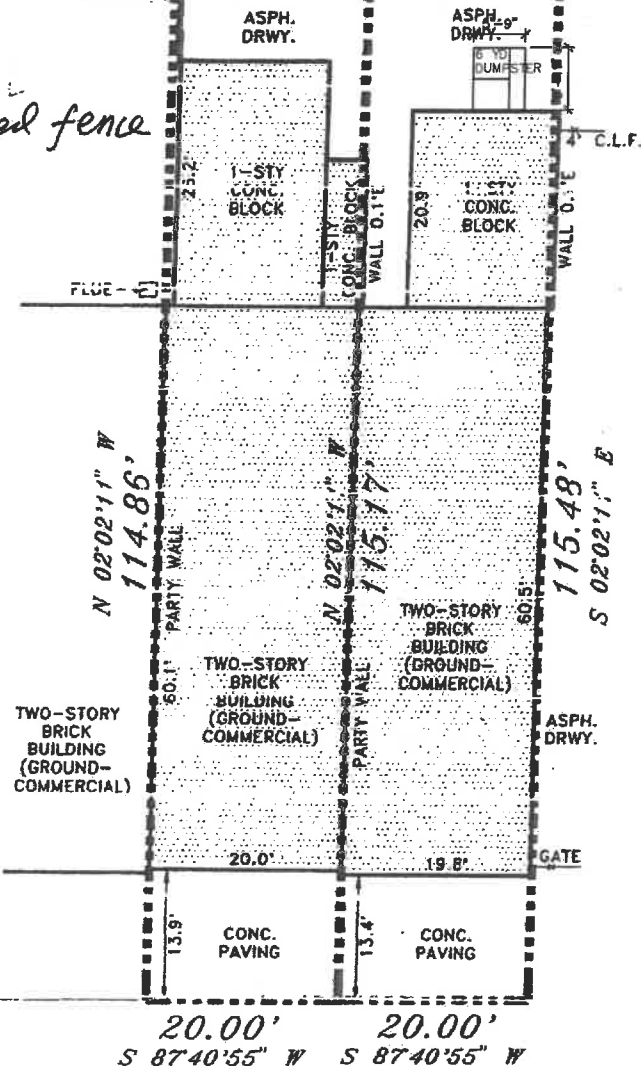 ASPH.
DRWY.
ASPH.
DRWY.
-9"
6 YD
DUMPSTER
fence
4' C.L.F.
1-STY
CONC.
BLOCK
25.2'
1-STY
CONC. BLOCK
WALL 0.1'E
20.9'
1-STY
CONC.
BLOCK
WALL 0.1'E
FLUE
N 02°02'11" W
114.86'
PARTY WALL
60.1'
N 02°02'11" W
115.17'
PARTY WALL
60.5'
115.48'
S 02°02'11" E
TWO-STORY
BRICK
BUILDING
(GROUND-
COMMERCIAL)
TWO-STORY
BRICK
BUILDING
(GROUND-
COMMERCIAL)
TWO-STORY
BRICK
BUILDING
(GROUND-
COMMERCIAL)
ASPH.
DRWY.
20.0'
19.8'
GATE
13.9'
CONC.
PAVING
13.4'
CONC.
PAVING
20.00'
20.00'
S 87°40'55" W
S 87°40'55" W